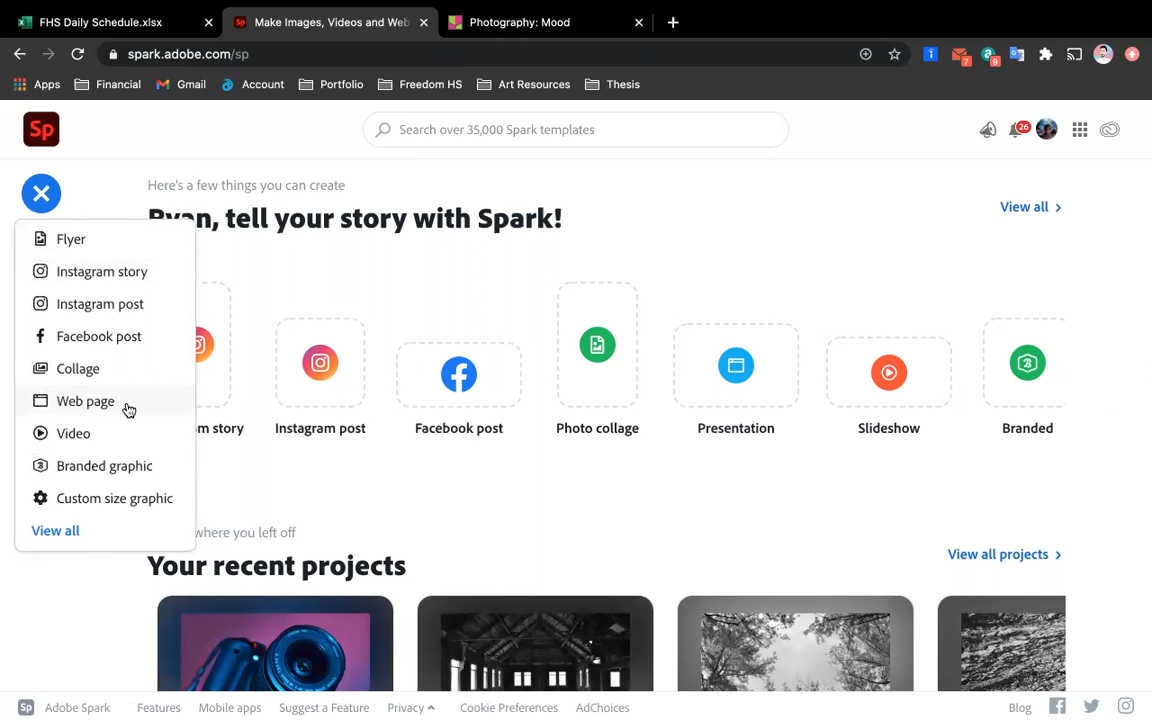 FHS Daily Schedule.xlsx
Make Images, Videos and Web
Photography: Mood
spark.adobe.com/sp
7
9
Apps
Financial
Gmail
Account
Portfolio
Freedom HS
Art Resources
Thesis
Sp
Search over 35,000 Spark templates
26
Here's a few things you can create
Ryan, tell your story with Spark!
View all >
Flyer
Instagram story
Instagram post
Facebook post
Collage
Web page
Video
Branded graphic
Custom size graphic
View all
am story
Instagram post
Facebook post
Photo collage
Presentation
Slideshow
Branded
where you left off
Your recent projects
View all projects >
Sp Adobe Spark
Features
Mobile apps
Suggest a Feature
Privacy
Cookie Preferences
AdChoices
Blog